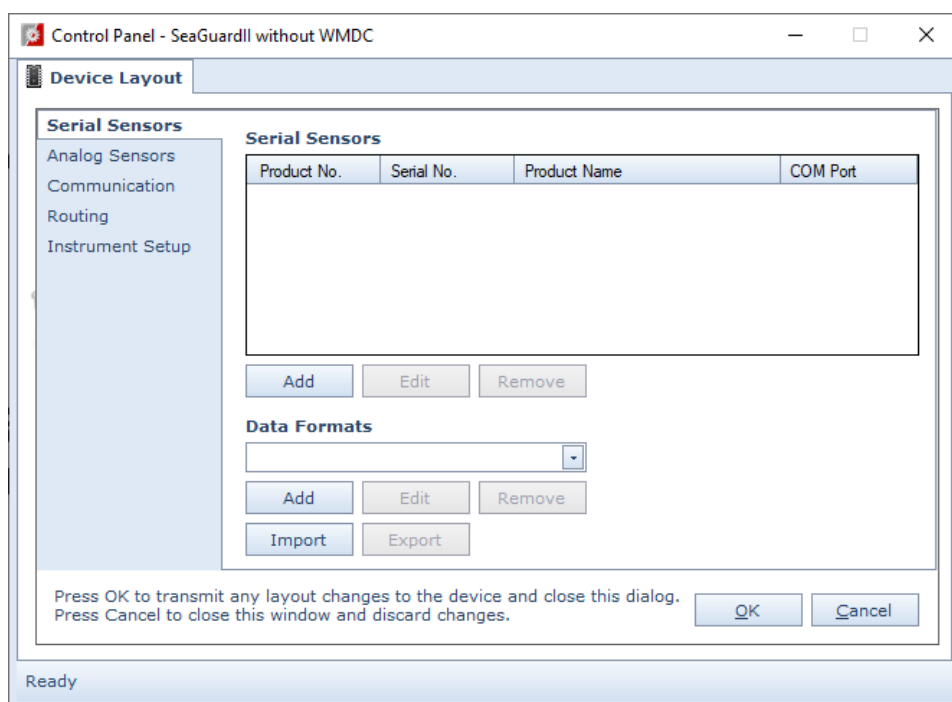 Control Panel - SeaGuardII without WMDC
Device Layout
Serial Sensors
Analog Sensors
Communication
Routing
Instrument Setup
Serial Sensors
Product No. Serial No. Product Name COM Port
Add Edit Remove
Data Formats
Add Edit Remove
Import Export
Press OK to transmit any layout changes to the device and close this dialog.
Press Cancel to close this window and discard changes.
OK Cancel
Ready